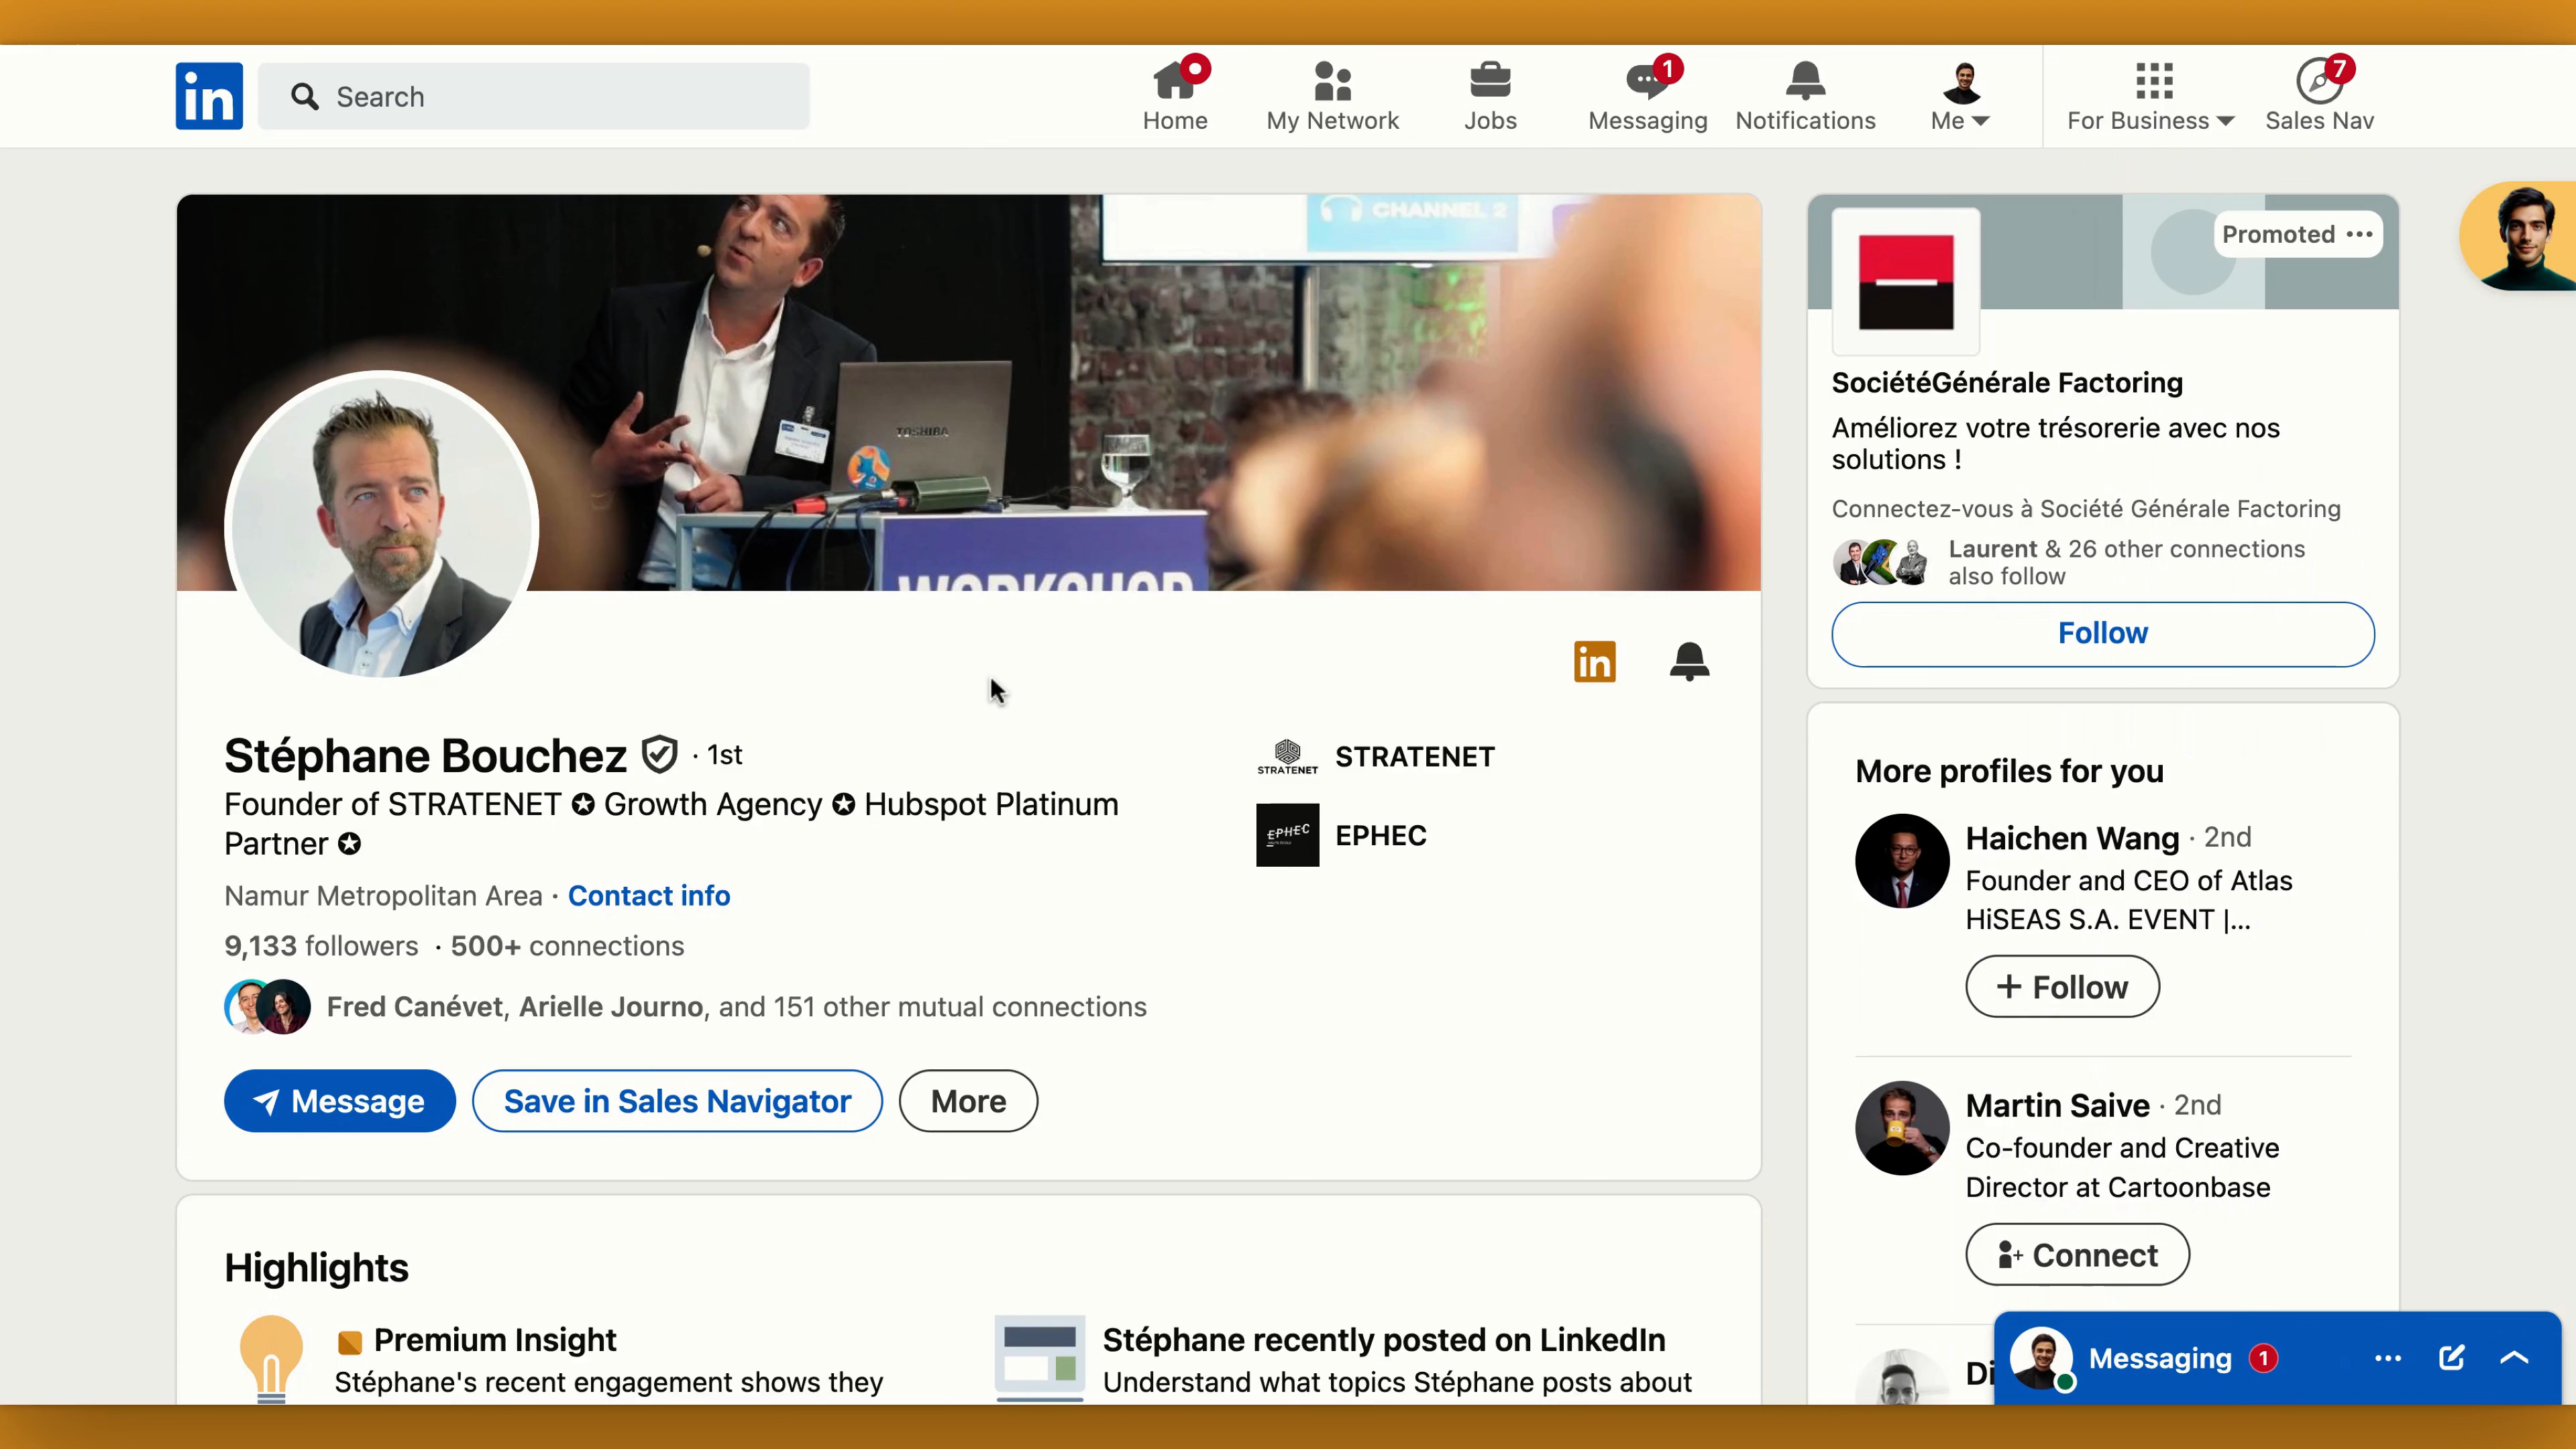 in
Search
Home
My Network
Jobs
1
Messaging
Notifications
Me
For Business
7
Sales Nav
CHANNEL 2
TOSHIBA
WORKSHOP
Promoted
SociétéGénérale Factoring
Améliorez votre trésorerie avec nos
solutions !
Connectez-vous à Société Générale Factoring
Laurent & 26 other connections
also follow
Follow
in
Stéphane Bouchez · 1st
Founder of STRATENET ✪ Growth Agency ✪ Hubspot Platinum
Partner ✪
Namur Metropolitan Area · Contact info
9,133 followers · 500+ connections
Fred Canévet, Arielle Journo, and 151 other mutual connections
Message
Save in Sales Navigator
More
STRATENET
STRATENET
EPHEC
EPHEC
More profiles for you
Haichen Wang · 2nd
Founder and CEO of Atlas
HiSEAS S.A. EVENT |...
+ Follow
Martin Saive · 2nd
Co-founder and Creative
Director at Cartoonbase
Connect
Di
Highlights
Premium Insight
Stéphane's recent engagement shows they
Stéphane recently posted on LinkedIn
Understand what topics Stéphane posts about
Messaging 1